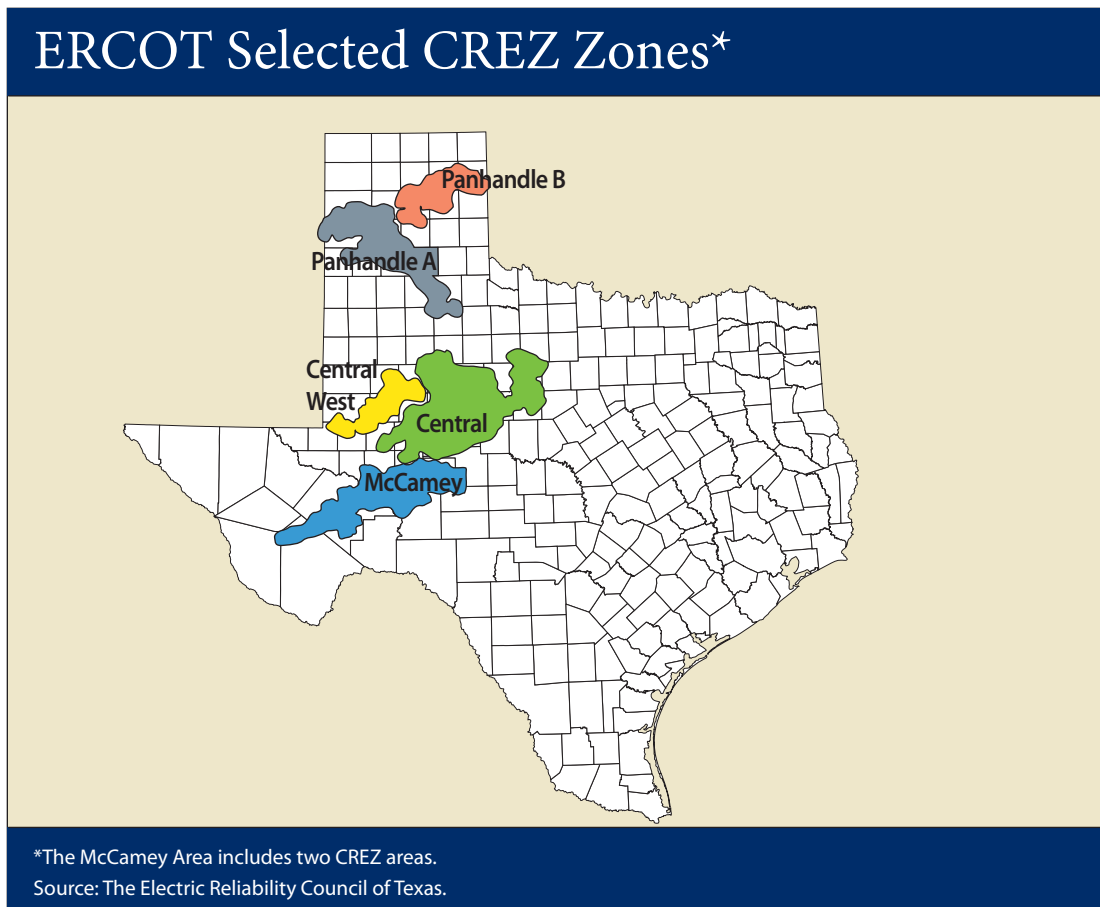 ERCOT Selected CREZ Zones*
Panhandle B
Panhandle A
Central
West
Central
McCamey
*The McCamey Area includes two CREZ areas.
Source: The Electric Reliability Council of Texas.